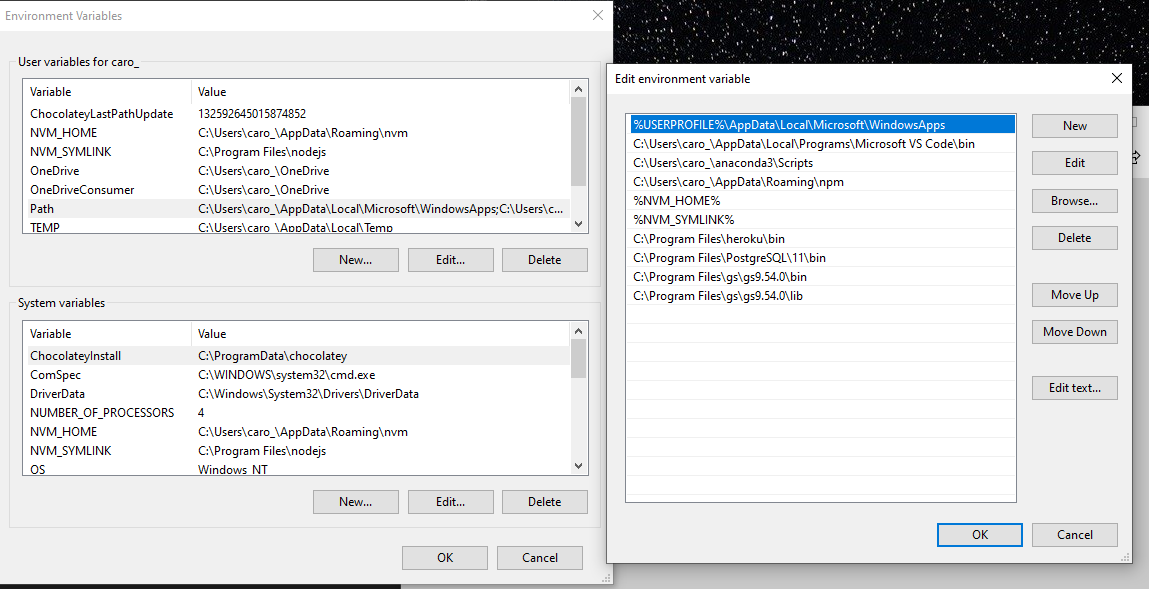 Environment Variables
User variables for caro_
Variable Value
ChocolateyLastPathUpdate 132592645015874852
NVM_HOME C:\Users\caro_\AppData\Roaming\nvm
NVM_SYMLINK C:\Program Files\nodejs
OneDrive C:\Users\caro_\OneDrive
OneDriveConsumer C:\Users\caro_\OneDrive
Path C:\Users\caro_\AppData\Local\Microsoft\WindowsApps;C:\Users\c...
TEMP C:\Users\caro_\AppData\Local\Temp
New... Edit... Delete
System variables
Variable Value
ChocolateyInstall C:\ProgramData\chocolatey
ComSpec C:\WINDOWS\system32\cmd.exe
DriverData C:\Windows\System32\Drivers\DriverData
NUMBER_OF_PROCESSORS 4
NVM_HOME C:\Users\caro_\AppData\Roaming\nvm
NVM_SYMLINK C:\Program Files\nodejs
OS Windows_NT
New... Edit... Delete
OK Cancel
Edit environment variable
%USERPROFILE%\AppData\Local\Microsoft\WindowsApps
C:\Users\caro_\AppData\Local\Programs\Microsoft VS Code\bin
C:\Users\caro_\anaconda3\Scripts
C:\Users\caro_\AppData\Roaming\npm
%NVM_HOME%
%NVM_SYMLINK%
C:\Program Files\heroku\bin
C:\Program Files\PostgreSQL\11\bin
C:\Program Files\gs\gs9.54.0\bin
C:\Program Files\gs\gs9.54.0\lib
New
Edit
Browse...
Delete
Move Up
Move Down
Edit text...
OK Cancel